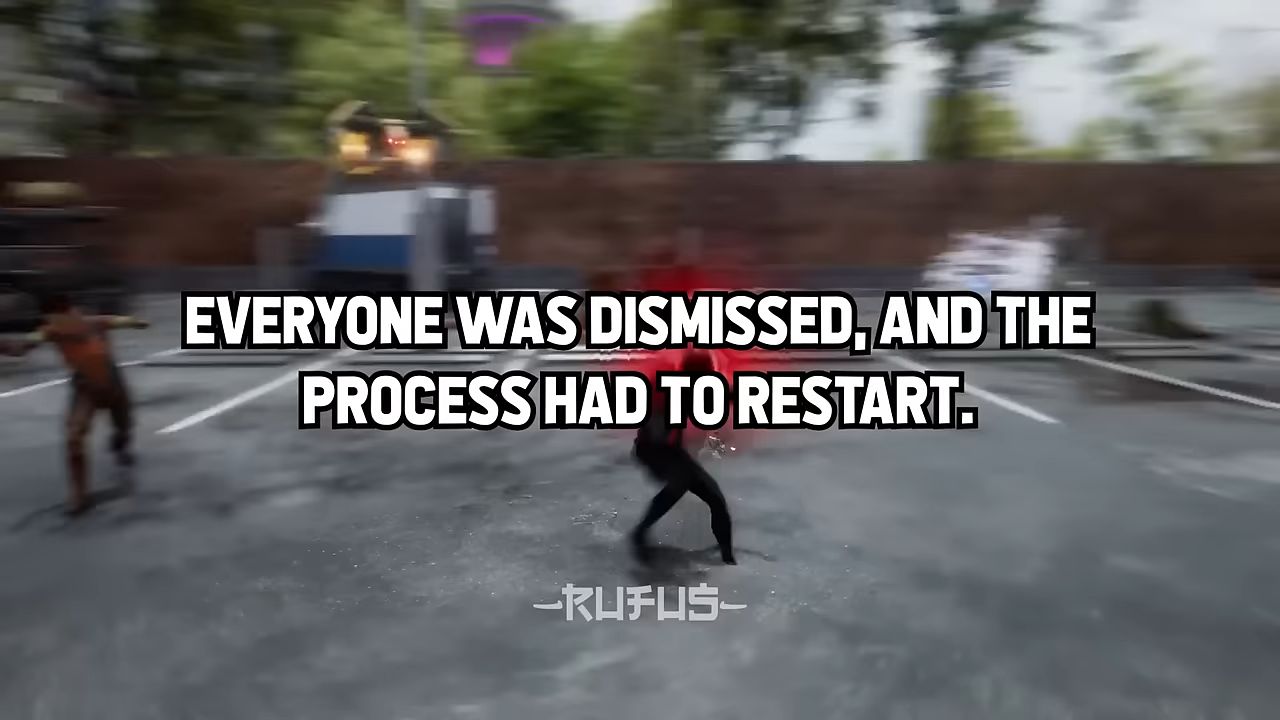 EVERYONE WAS DISMISSED, AND THE
PROCESS HAD TO RESTART.
-RUFUS-